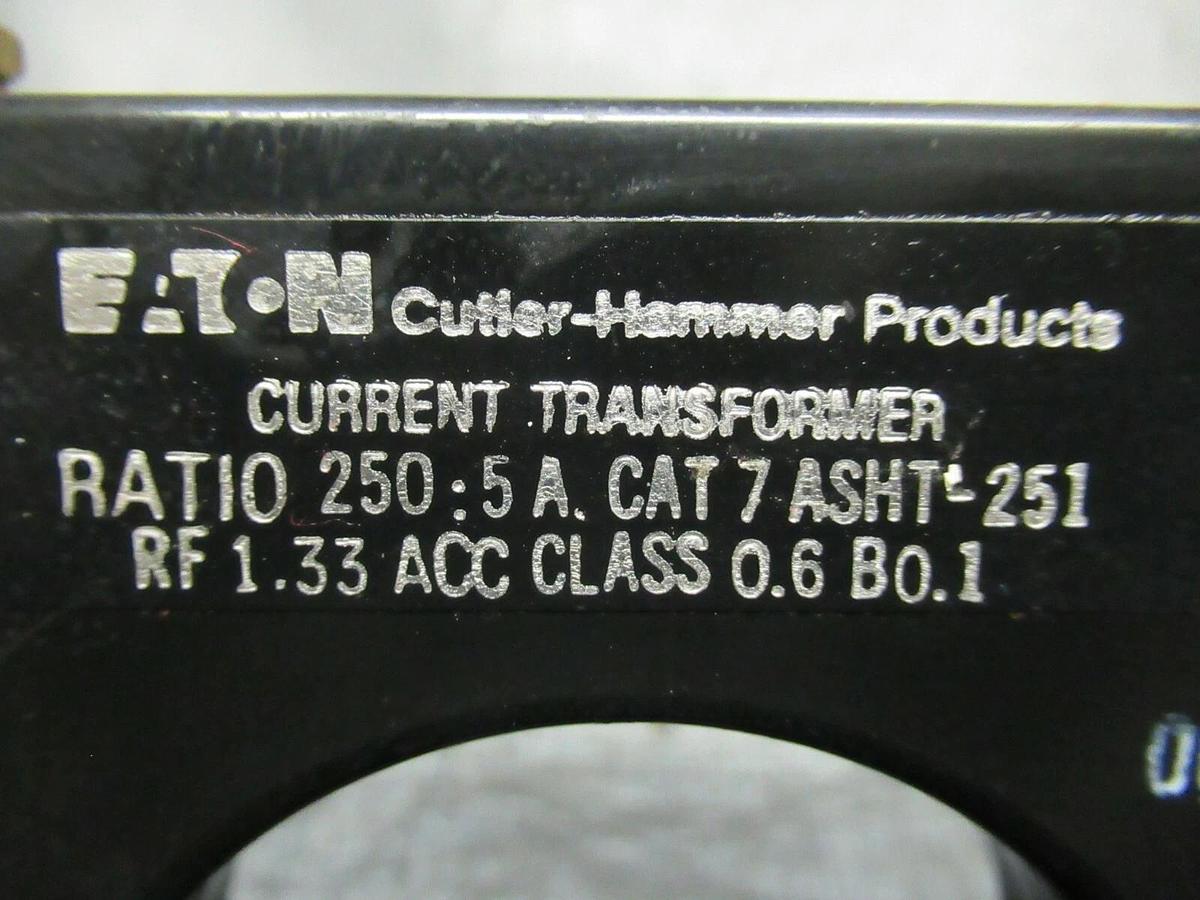 EAT•N Cutler-Hammer Products
CURRENT TRANSFORMER
RATIO 250:5 A. CAT 7 ASHT-251
RF 1.33 ACC CLASS 0.6 B0.1